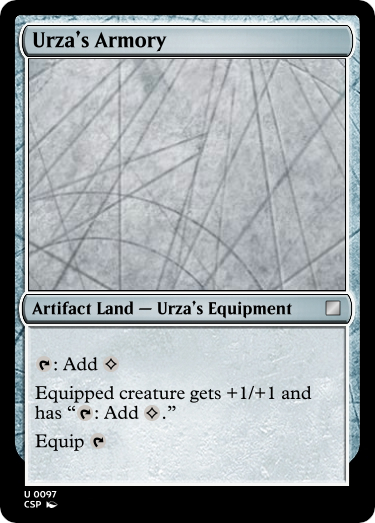 Urza's Armory
Artifact Land — Urza's Equipment
: Add
Equipped creature gets +1/+1 and
has “ : Add .”
Equip
U 0097
CSP